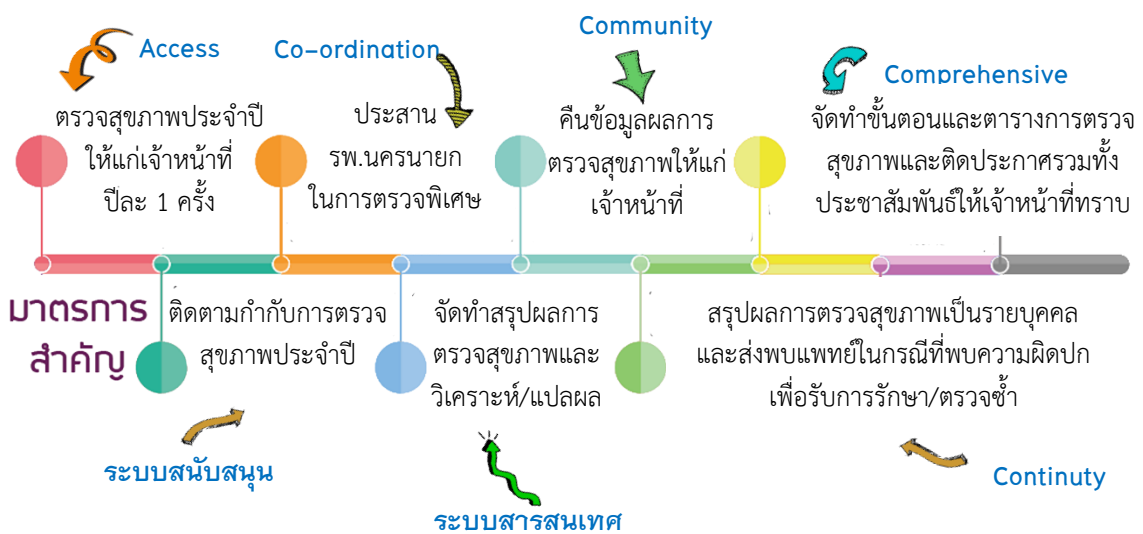 Access
ตรวจสุขภาพประจำปี
ให้แก่เจ้าหน้าที่
ปีละ 1 ครั้ง
Co-ordination
ประสาน
รพ.นครนายก
ในการตรวจพิเศษ
Community
คืนข้อมูลผลการ
ตรวจสุขภาพให้แก่
เจ้าหน้าที่
Comprehensive
จัดทำขั้นตอนและตารางการตรวจ
สุขภาพและติดประกาศรวมทั้ง
ประชาสัมพันธ์ให้เจ้าหน้าที่ทราบ
มาตรการ
สำคัญ
ติดตามกำกับการตรวจ
สุขภาพประจำปี
ระบบสนับสนุน
จัดทำสรุปผลการ
ตรวจสุขภาพและ
วิเคราะห์/แปลผล
ระบบสารสนเทศ
สรุปผลการตรวจสุขภาพเป็นรายบุคคล
และส่งพบแพทย์ในกรณีที่พบความผิดปก
เพื่อรับการรักษา/ตรวจซ้ำ
Continuty